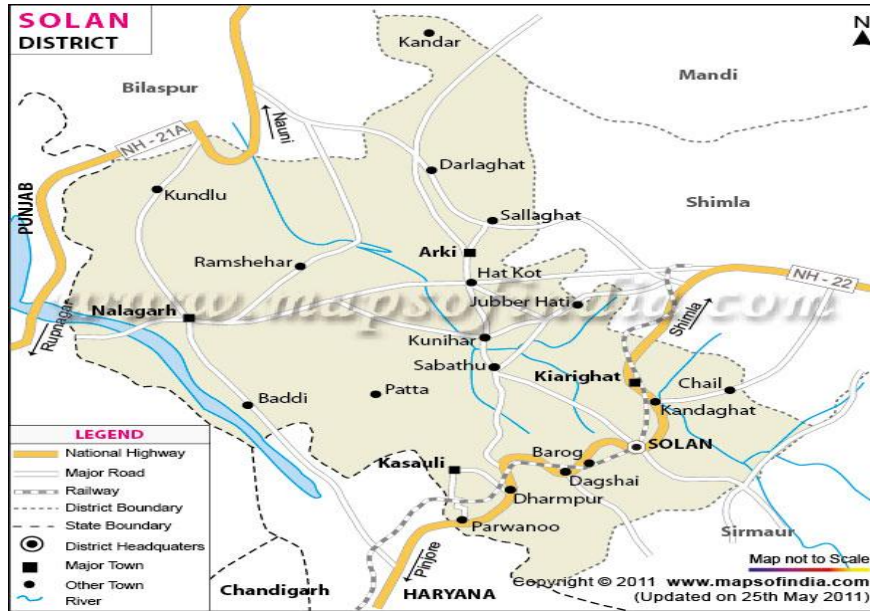 SOLAN
DISTRICT
N
Kandar
Mandi
Bilaspur
Nauni
NH - 21A
PUNJAB
Darlaghat
Kundlu
Shimla
Sallaghat
Arki
Ramshehar
Hat Kot
NH - 22
Jubber Hati
www.mapsofindia.com
Nalagarh
Shimla
Rupnagar
Kunihar
Sabathu
Kiarighat
Chail
Patta
Baddi
Kandaghat
LEGEND
National Highway
Major Road
Railway
District Boundary
State Boundary
District Headquaters
Major Town
Other Town
River
SOLAN
Barog
Kasauli
Dagshai
Dharmpur
Parwanoo
Sirmaur
Pinjore
Map not to Scale
Chandigarh
HARYANA
Copyright © 2011 www.mapsofindia.com
(Updated on 25th May 2011)